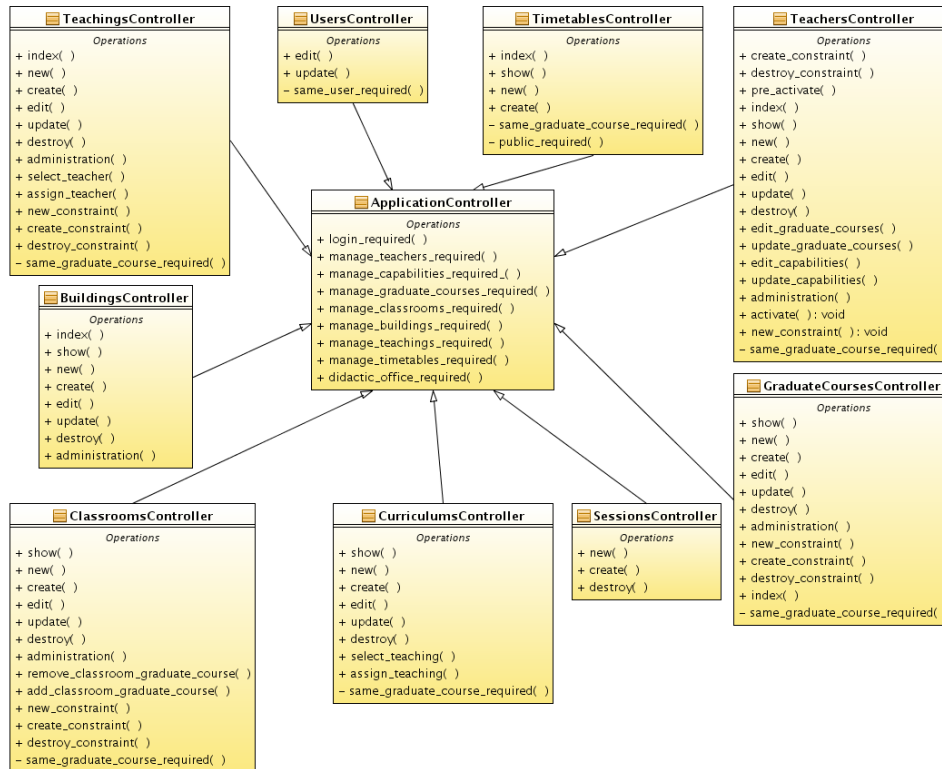 TeachingsController
Operations
+ index( )
+ new( )
+ create( )
+ edit( )
+ update( )
+ destroy( )
+ administration( )
+ select_teacher( )
+ assign_teacher( )
+ new_constraint( )
+ create_constraint( )
+ destroy_constraint( )
- same_graduate_course_required( )
UsersController
Operations
+ edit( )
+ update( )
- same_user_required( )
TimetablesController
Operations
+ index( )
+ show( )
+ new( )
+ create( )
- same_graduate_course_required( )
- public_required( )
TeachersController
Operations
+ create_constraint( )
+ destroy_constraint( )
+ pre_activate( )
+ index( )
+ show( )
+ new( )
+ create( )
+ edit( )
+ update( )
+ destroy( )
+ edit_graduate_courses( )
+ update_graduate_courses( )
+ edit_capabilities( )
+ update_capabilities( )
+ administration( )
+ activate( ) : void
+ new_constraint( ) : void
- same_graduate_course_required(
ApplicationController
Operations
+ login_required( )
+ manage_teachers_required( )
+ manage_capabilities_required_( )
+ manage_graduate_courses_required( )
+ manage_classrooms_required( )
+ manage_buildings_required( )
+ manage_teachings_required( )
+ manage_timetables_required( )
+ didactic_office_required( )
BuildingsController
Operations
+ index( )
+ show( )
+ new( )
+ create( )
+ edit( )
+ update( )
+ destroy( )
+ administration( )
GraduateCoursesController
Operations
+ show( )
+ new( )
+ create( )
+ edit( )
+ update( )
+ destroy( )
+ administration( )
+ new_constraint( )
+ create_constraint( )
+ destroy_constraint( )
+ index( )
- same_graduate_course_required(
ClassroomsController
Operations
+ show( )
+ new( )
+ create( )
+ edit( )
+ update( )
+ destroy( )
+ administration( )
+ remove_classroom_graduate_course( )
+ add_classroom_graduate_course( )
+ new_constraint( )
+ create_constraint( )
+ destroy_constraint( )
- same_graduate_course_required( )
CurriculumsController
Operations
+ show( )
+ new( )
+ create( )
+ edit( )
+ update( )
+ destroy( )
+ select_teaching( )
+ assign_teaching( )
- same_graduate_course_required( )
SessionsController
Operations
+ new( )
+ create( )
+ destroy( )